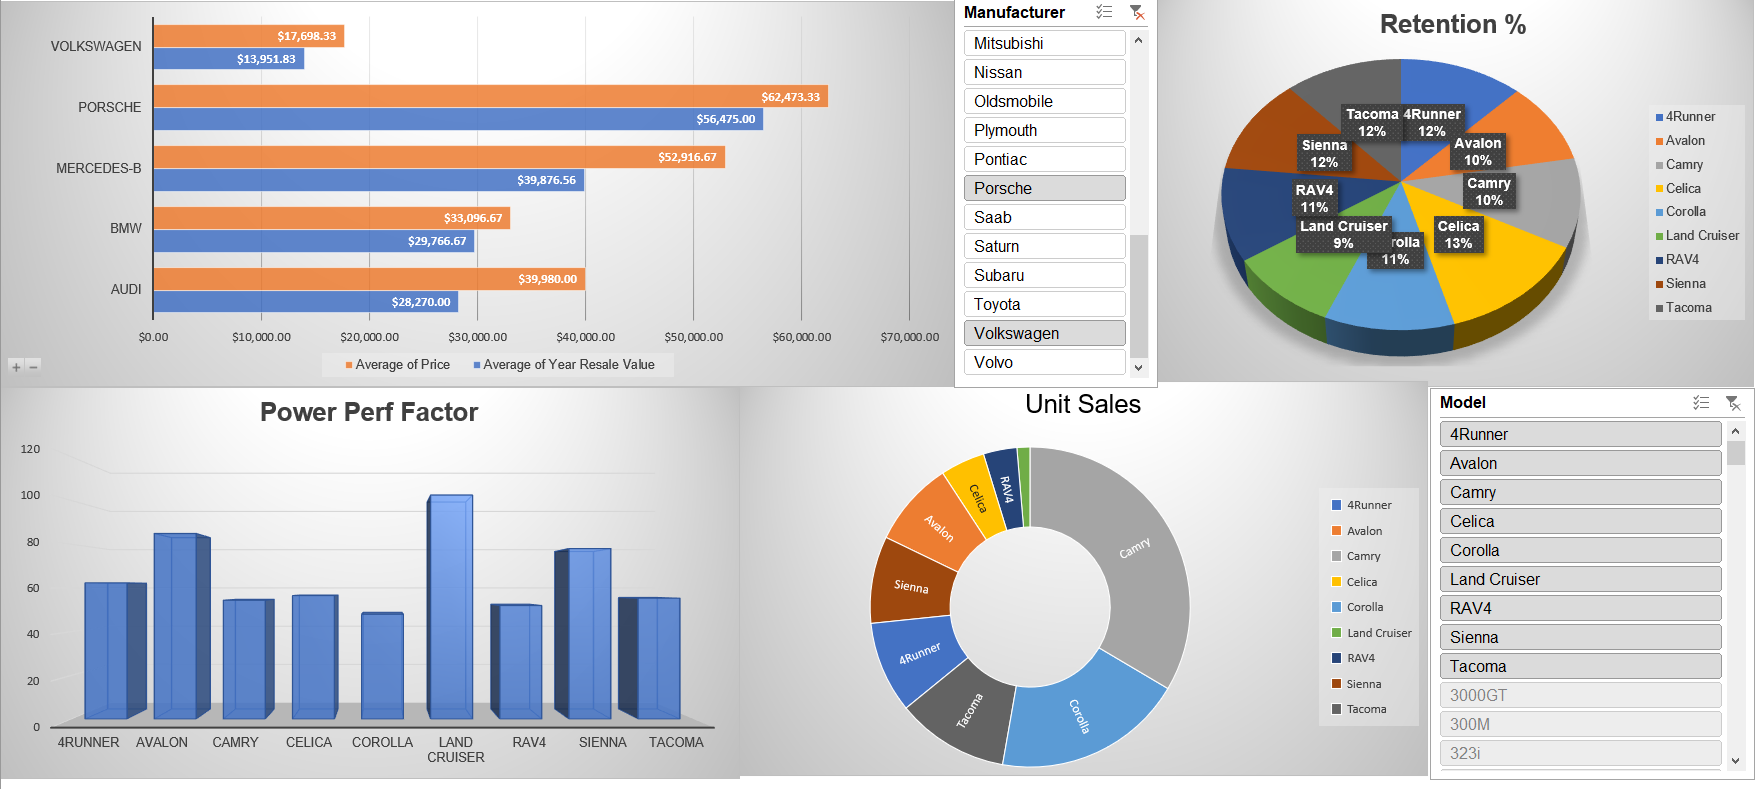 VOLKSWAGEN
$17,698.33
$13,951.83
PORSCHE
$62,473.33
$56,475.00
MERCEDES-B
$52,916.67
$39,876.56
BMW
$33,096.67
$29,766.67
AUDI
$39,980.00
$28,270.00
$0.00 $10,000.00 $20,000.00 $30,000.00 $40,000.00 $50,000.00 $60,000.00 $70,000.00
Average of Price Average of Year Resale Value
Manufacturer
Mitsubishi
Nissan
Oldsmobile
Plymouth
Pontiac
Porsche
Saab
Saturn
Subaru
Toyota
Volkswagen
Volvo
Retention %
Tacoma
12%
4Runner
12%
Avalon
10%
Sienna
12%
Camry
10%
RAV4
11%
Land Cruiser
9%
Celica
13%
rolla
11%
4Runner
Avalon
Camry
Celica
Corolla
Land Cruiser
RAV4
Sienna
Tacoma
Power Perf Factor
120
100
80
60
40
20
0
4RUNNER AVALON CAMRY CELICA COROLLA LAND CRUISER RAV4 SIENNA TACOMA
Unit Sales
Camry
Corolla
Tacoma
4Runner
Sienna
Avalon
Celica
RAV4
4Runner
Avalon
Camry
Celica
Corolla
Land Cruiser
RAV4
Sienna
Tacoma
Model
4Runner
Avalon
Camry
Celica
Corolla
Land Cruiser
RAV4
Sienna
Tacoma
3000GT
300M
323i